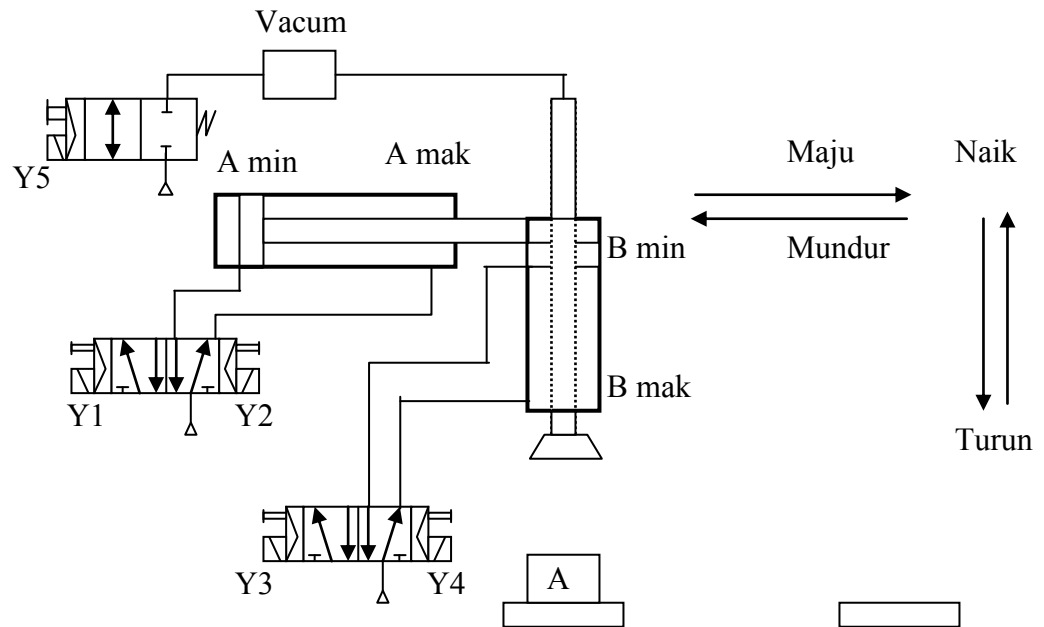 Vacum
Y5
A min
A mak
Maju
Naik
B min
Mundur
Y1
Y2
B mak
Turun
Y3
Y4
A